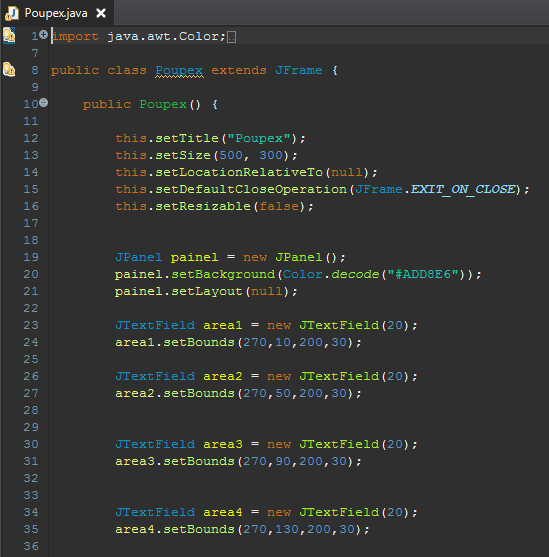 Poupex.java
1 import java.awt.Color;
7
8 public class Poupex extends JFrame {
9
10 public Poupex() {
11
12 this.setTitle("Poupex");
13 this.setSize(500, 300);
14 this.setLocationRelativeTo(null);
15 this.setDefaultCloseOperation(JFrame.EXIT_ON_CLOSE);
16 this.setResizable(false);
17
18
19 JPanel painel = new JPanel();
20 painel.setBackground(Color.decode("#ADD8E6"));
21 painel.setLayout(null);
22
23 JTextField area1 = new JTextField(20);
24 area1.setBounds(270,10,200,30);
25
26 JTextField area2 = new JTextField(20);
27 area2.setBounds(270,50,200,30);
28
29
30 JTextField area3 = new JTextField(20);
31 area3.setBounds(270,90,200,30);
32
33
34 JTextField area4 = new JTextField(20);
35 area4.setBounds(270,130,200,30);
36